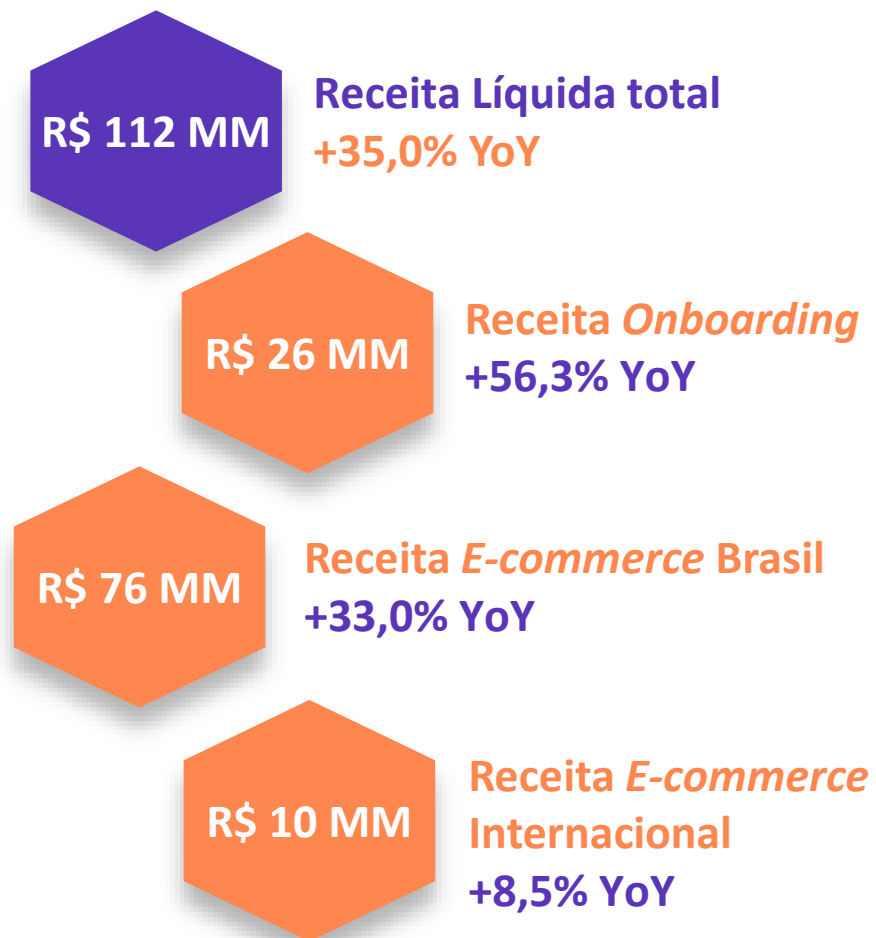 R$ 112 MM
Receita Líquida total
+35,0% YoY
R$ 26 MM
Receita Onboarding
+56,3% YoY
R$ 76 MM
Receita E-commerce Brasil
+33,0% YoY
R$ 10 MM
Receita E-commerce
Internacional
+8,5% YoY